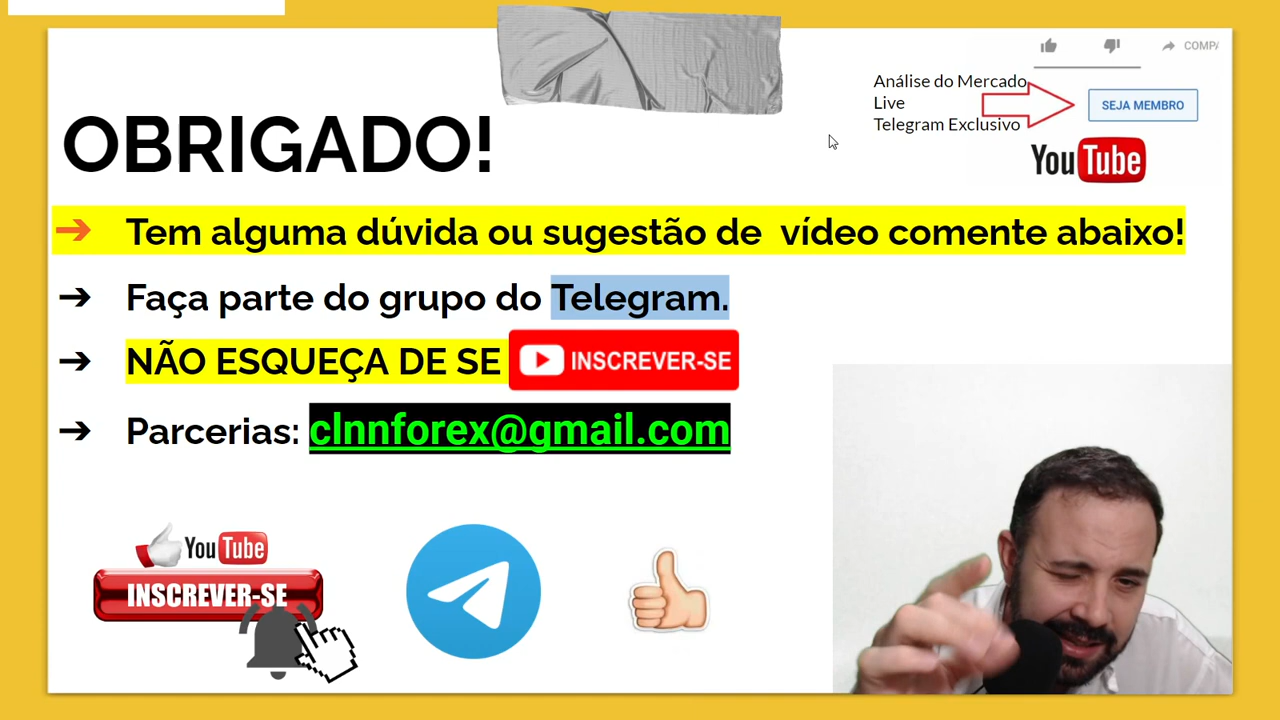 COMPA
Análise do Mercado
Live
Telegram Exclusivo
SEJA MEMBRO
YouTube
OBRIGADO!
➔ Tem alguma dúvida ou sugestão de vídeo comente abaixo!
➔ Faça parte do grupo do Telegram.
➔ NÃO ESQUEÇA DE SE INSCREVER-SE
➔ Parcerias: clnnforex@gmail.com
YouTube
INSCREVER-SE